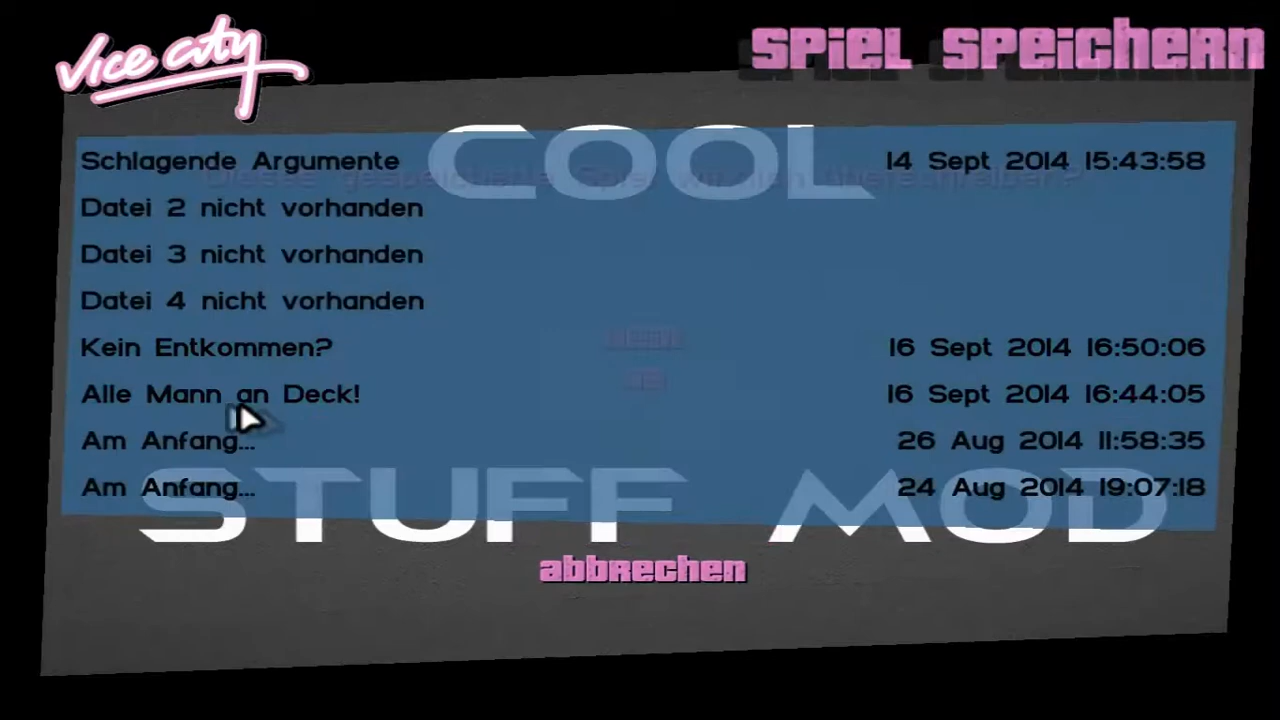 Vice City
SPIEL SPEICHERN
COOL
Schlagende Argumente 14 Sept 2014 15:43:58
Datei 2 nicht vorhanden
Datei 3 nicht vorhanden
Datei 4 nicht vorhanden
Kein Entkommen? 16 Sept 2014 16:50:06
Alle Mann an Deck! 16 Sept 2014 16:44:05
Am Anfang... 26 Aug 2014 11:58:35
Am Anfang... 24 Aug 2014 19:07:18
STUFF MOD
abbrechen